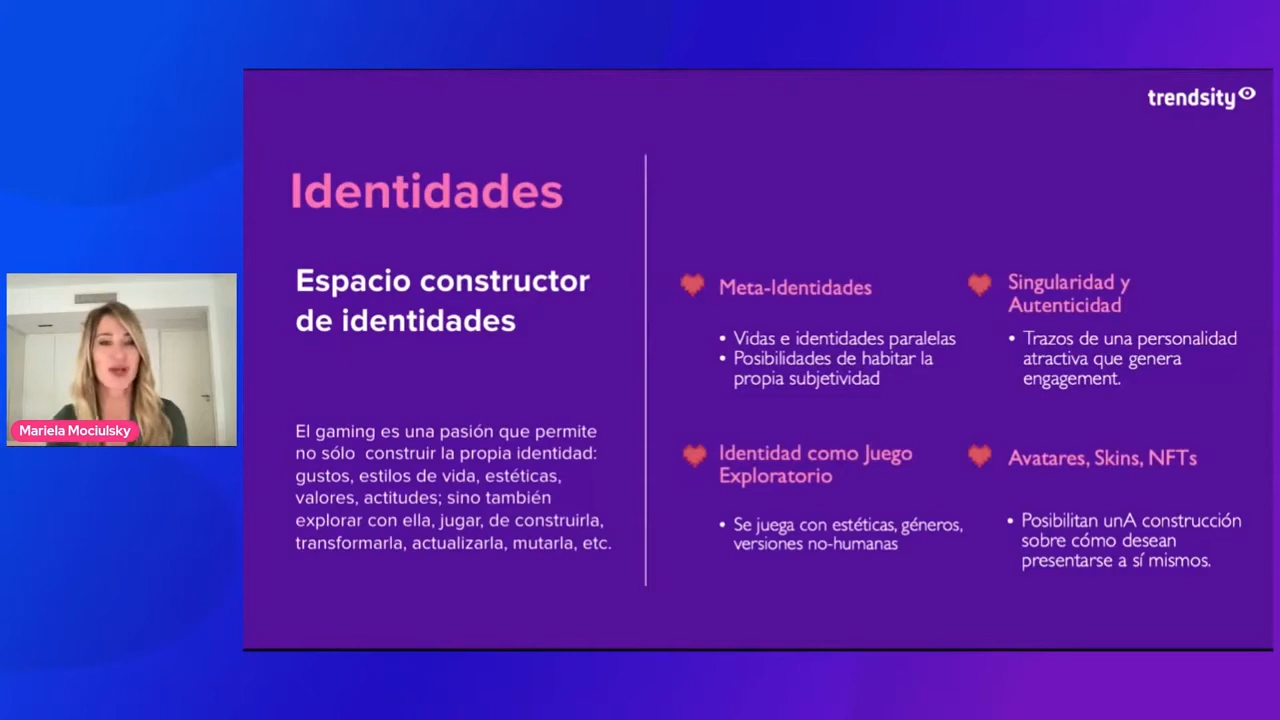 trendsity
Identidades
Espacio constructor
de identidades
El gaming es una pasión que permite
no sólo construir la propia identidad:
gustos, estilos de vida, estéticas,
valores, actitudes; sino también
explorar con ella, jugar, de construirla,
transformarla, actualizarla, mutarla, etc.
Meta-Identidades
• Vidas e identidades paralelas
• Posibilidades de habitar la
propia subjetividad
Singularidad y
Autenticidad
• Trazos de una personalidad
atractiva que genera
engagement.
Identidad como Juego
Exploratorio
• Se juega con estéticas, géneros,
versiones no-humanas
Avatares, Skins, NFTs
• Posibilitan unA construcción
sobre cómo desean
presentarse a sí mismos.
Mariela Mociulsky